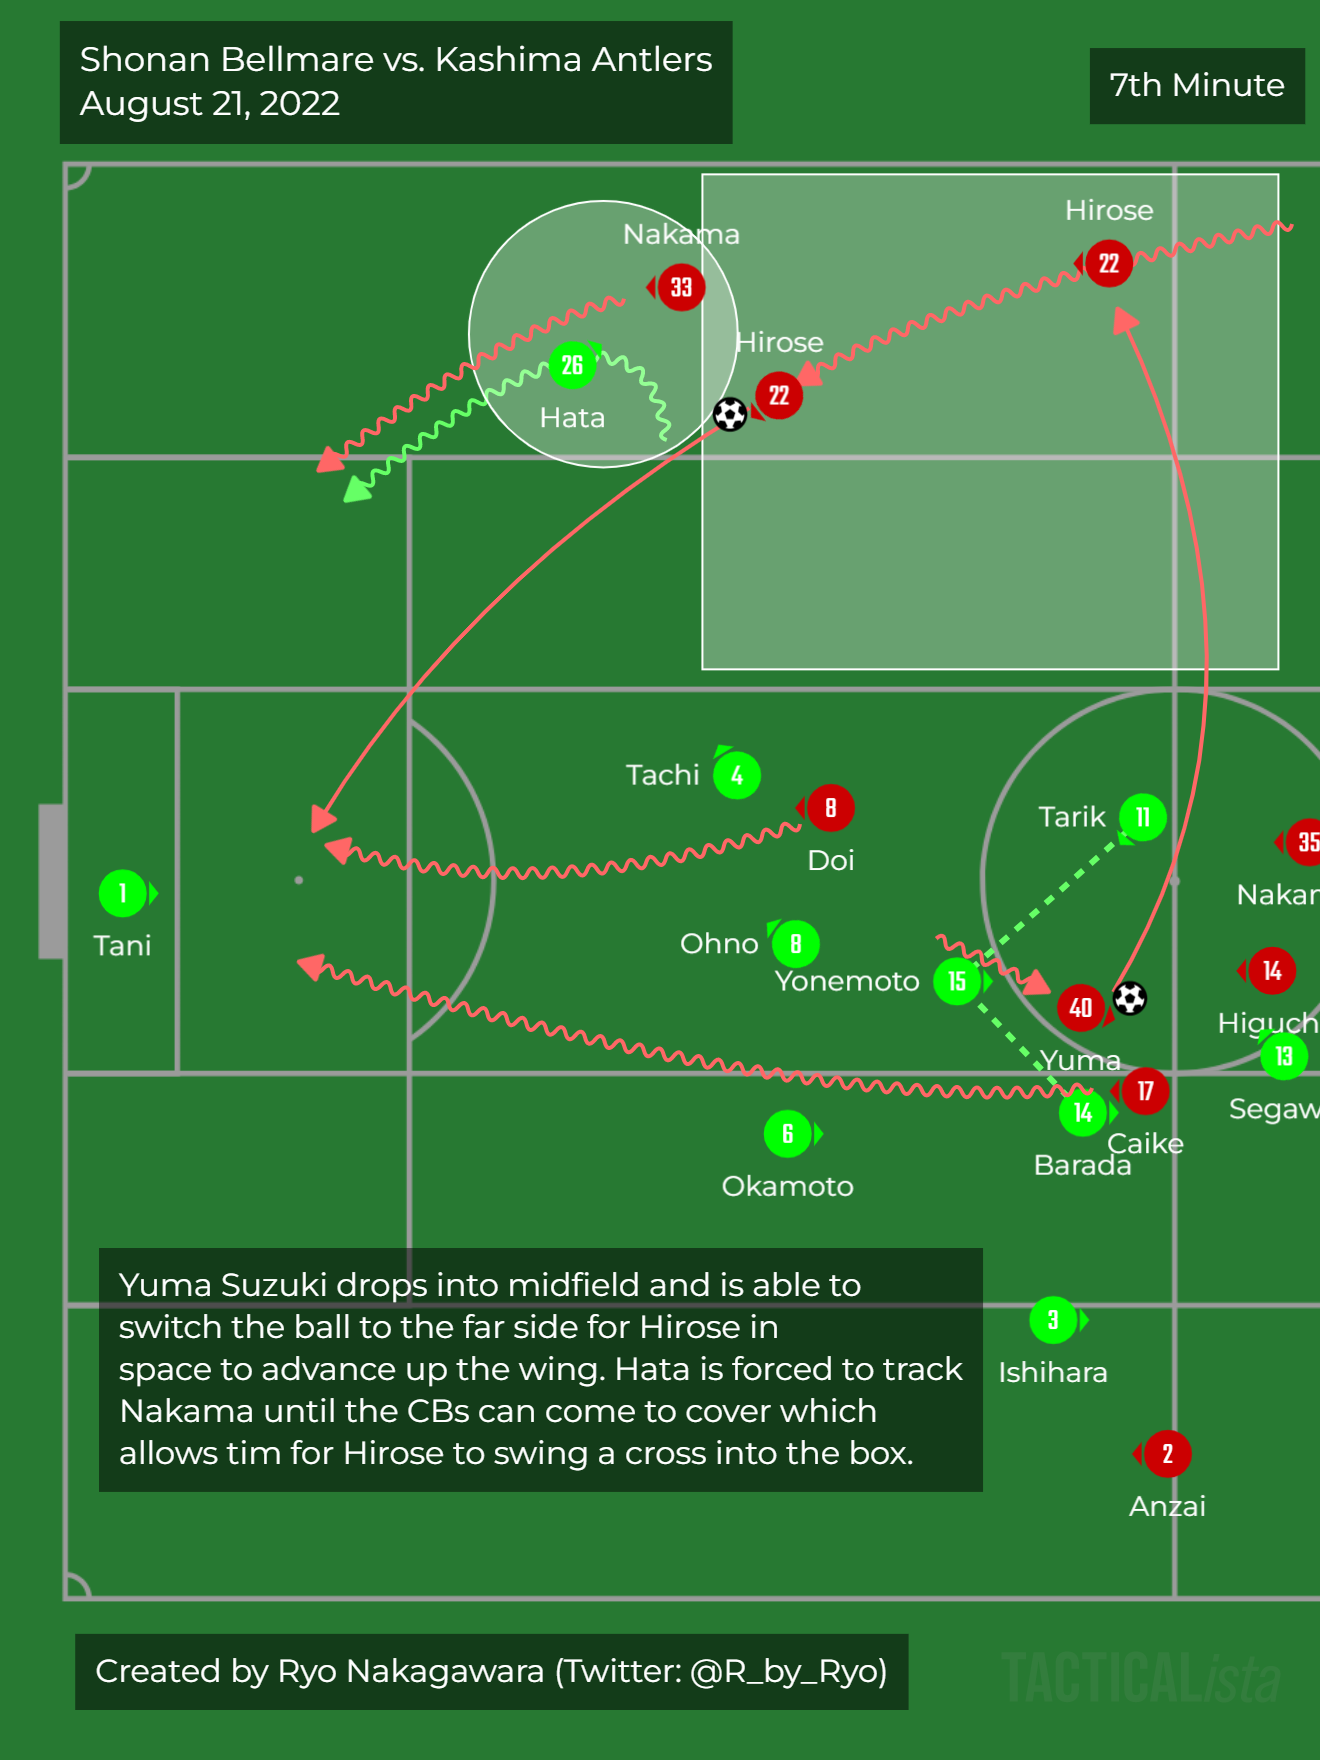 Shonan Bellmare vs. Kashima Antlers
August 21, 2022
7th Minute
Hirose
22
Nakama
33
Hirose
22
26
Hata
Tachi
4
8
Doi
Tarik
11
35
Nakar
1
Tani
Ohno
8
Yonemoto
15
14
Higuch
40
Yuma
13
Segaw
17
Caike
14
Barada
6
Okamoto
Yuma Suzuki drops into midfield and is able to
switch the ball to the far side for Hirose in
space to advance up the wing. Hata is forced to track
Nakama until the CBs can come to cover which
allows tim for Hirose to swing a cross into the box.
3
Ishihara
2
Anzai
Created by Ryo Nakagawara (Twitter: @R_by_Ryo)
TACTICALista